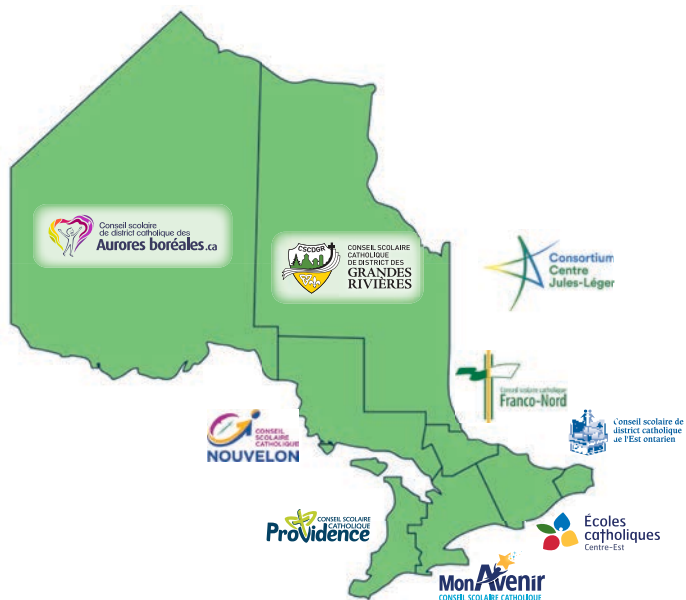 Conseil scolaire
de district catholique des
Aurores boréales.ca
CSCDGR
CONSEIL SCOLAIRE
CATHOLIQUE
DE DISTRICT DES
GRANDES
RIVIÈRES
Consortium
Centre
Jules-Léger
Conseil scolaire catholique
Franco-Nord
CONSEIL
SCOLAIRE
CATHOLIQUE
NOUVELON
Conseil scolaire de
district catholique
de l'Est ontarien
CONSEIL SCOLAIRE
CATHOLIQUE
Providence
Écoles
catholiques
Centre-Est
MonAvenir
CONSEIL SCOLAIRE CATHOLIQUE